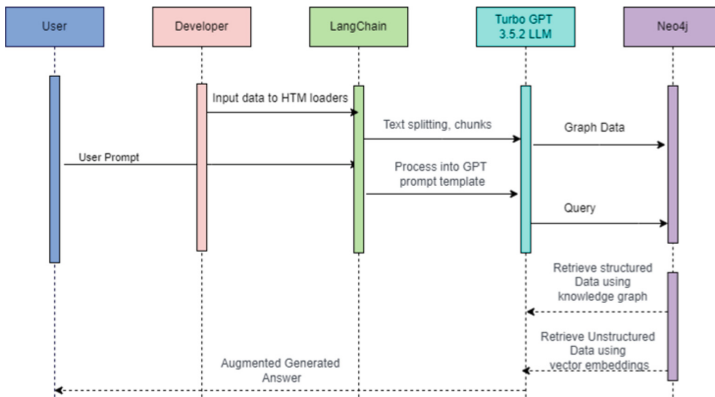 User
Developer
LangChain
Turbo GPT
3.5.2 LLM
Neo4j
Input data to HTM loaders
Text splitting, chunks
Graph Data
User Prompt
Process into GPT
prompt template
Query
Retrieve structured
Data using
knowledge graph
Retrieve Unstructured
Data using
vector embeddings
Augmented Generated
Answer